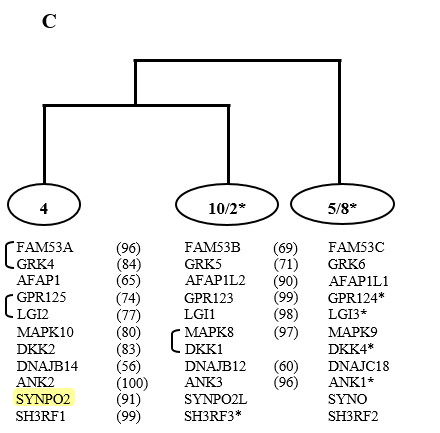 C
4 10/2* 5/8*
FAM53A (96) FAM53B (69) FAM53C
GRK4 (84) GRK5 (71) GRK6
AFAP1 (65) AFAP1L2 (90) AFAP1L1
GPR125 (74) GPR123 (99) GPR124*
LGI2 (77) LGI1 (98) LGI3*
MAPK10 (80) MAPK8 (97) MAPK9
DKK2 (83) DKK1 DKK4*
DNAJB14 (56) DNAJB12 (60) DNAJC18
ANK2 (100) ANK3 (96) ANK1*
SYNPO2 (91) SYNPO2L SYNO
SH3RF1 (99) SH3RF3* SH3RF2